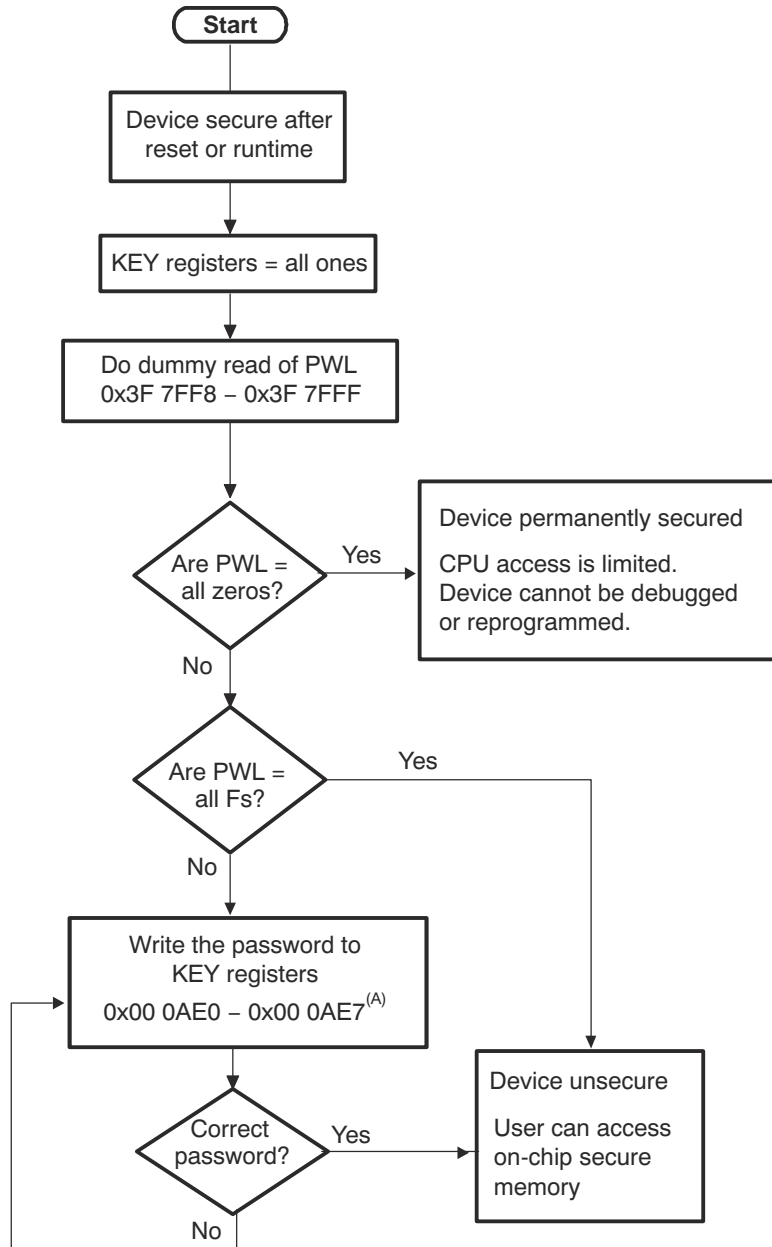 Start
Device secure after
reset or runtime
KEY registers = all ones
Do dummy read of PWL
0x3F 7FF8 – 0x3F 7FFF
Are PWL =
all zeros?
Yes
Device permanently secured
CPU access is limited.
Device cannot be debugged
or reprogrammed.
No
Are PWL =
all Fs?
Yes
No
Write the password to
KEY registers
0x00 0AE0 – 0x00 0AE7(A)
Correct
password?
Yes
Device unsecure
User can access
on-chip secure
memory
No